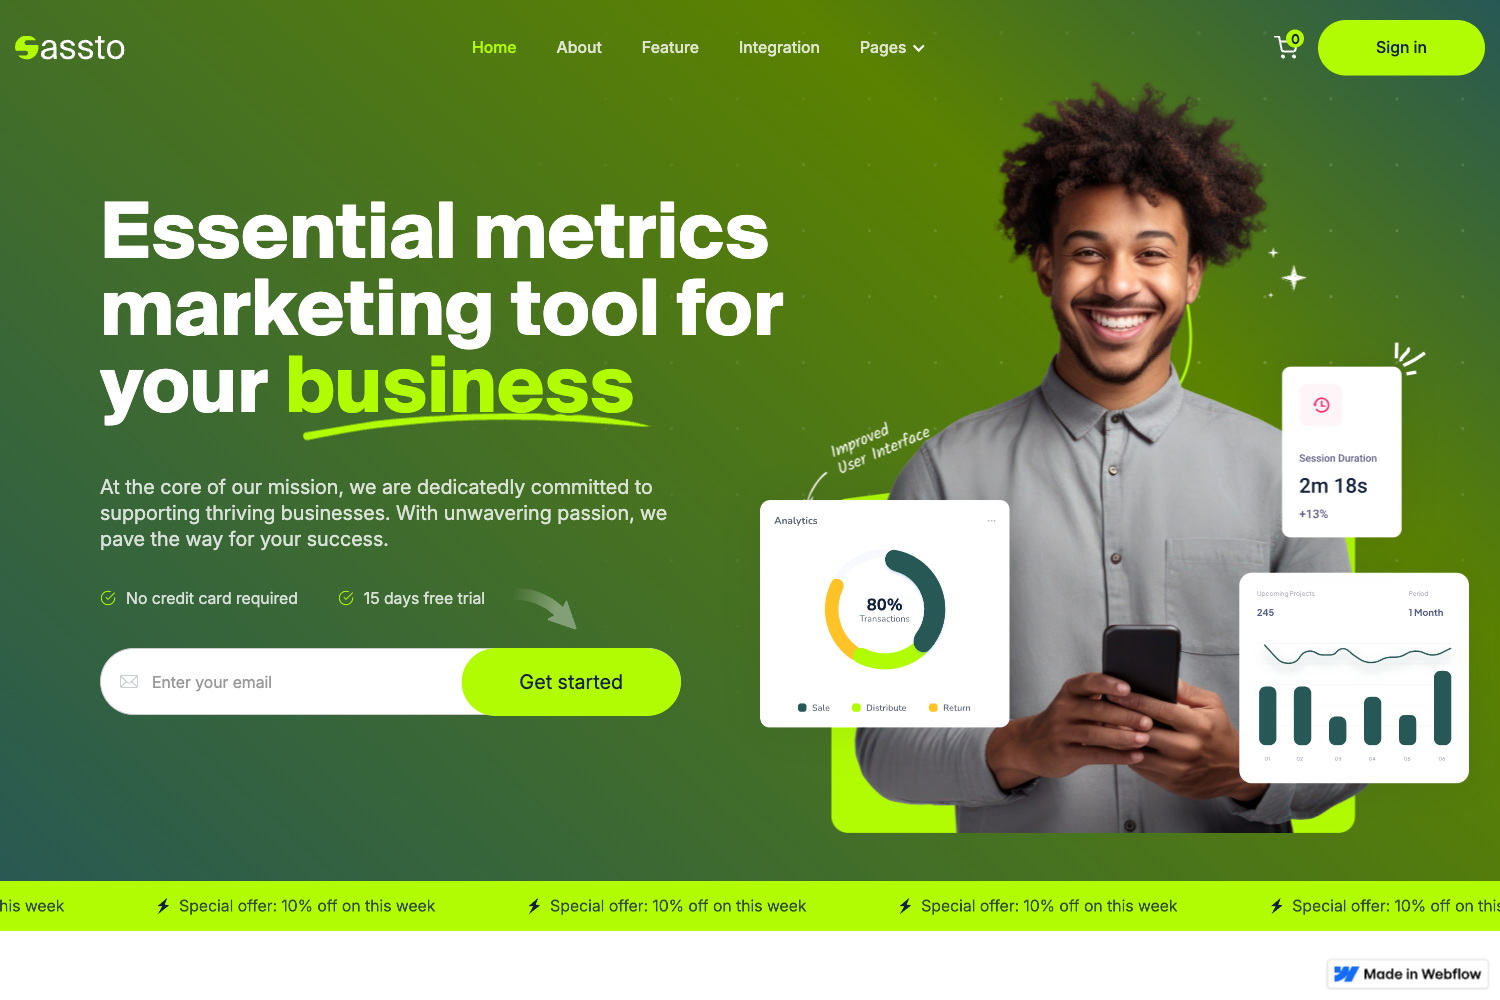 Sassto
Home
About
Feature
Integration
Pages
0
Sign in
Essential metrics
marketing tool for
your business
At the core of our mission, we are dedicatedly committed to
supporting thriving businesses. With unwavering passion, we
pave the way for your success.
No credit card required
15 days free trial
Enter your email
Get started
Improved
User Interface
Analytics
80%
Transactions
Sale
Distribute
Return
Session Duration
2m 18s
+13%
Upcoming Projects
Period
245
1 Month
01
02
03
04
05
06
his week
Special offer: 10% off on this week
Special offer: 10% off on this week
Special offer: 10% off on this week
Special offer: 10% off on this
Made in Webflow